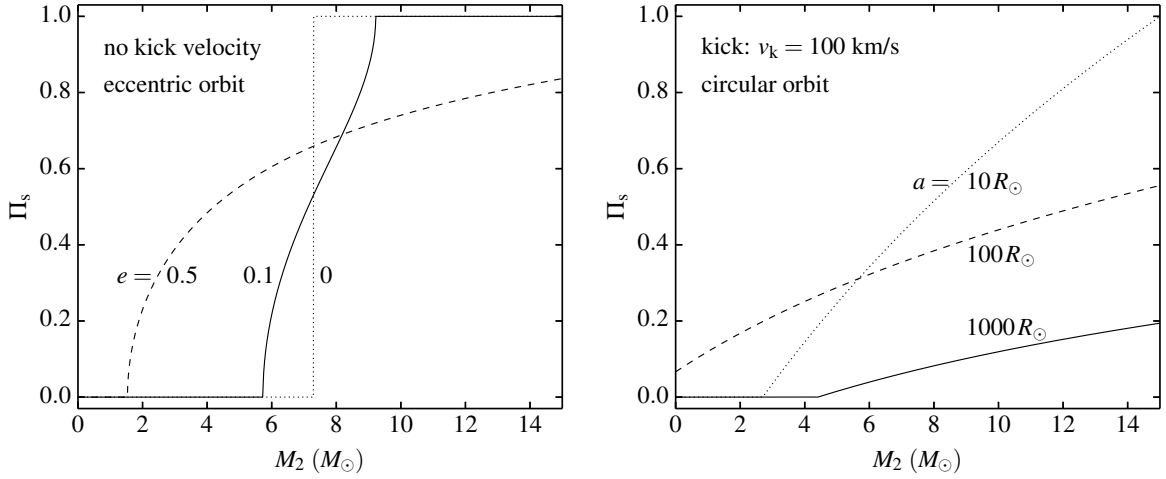 1.0
0.8
0.6
0.4
0.2
0.0
Πs
no kick velocity
eccentric orbit
e = 0.5 0.1 0
0 2 4 6 8 10 12 14
M2 (M⊙)
1.0
0.8
0.6
0.4
0.2
0.0
Πs
kick: vk = 100 km/s
circular orbit
a = 10R⊙
100R⊙
1000R⊙
0 2 4 6 8 10 12 14
M2 (M⊙)